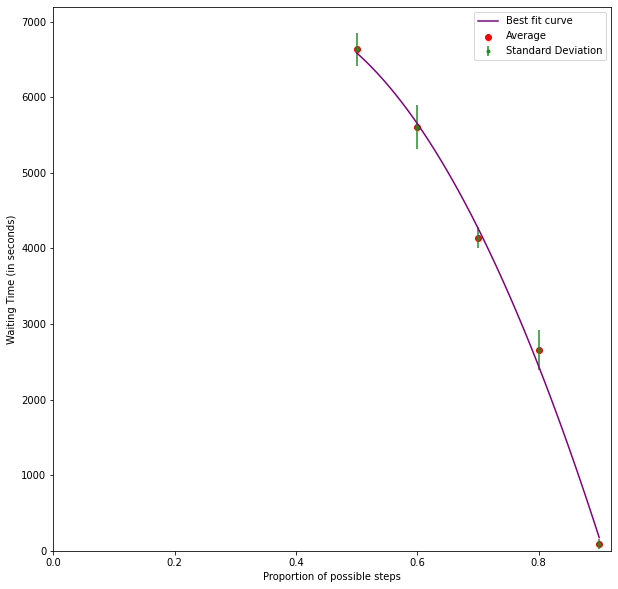 Best fit curve
Average
Standard Deviation
7000
6000
5000
4000
3000
2000
1000
0
Waiting Time (in seconds)
0.0 0.2 0.4 0.6 0.8
Proportion of possible steps